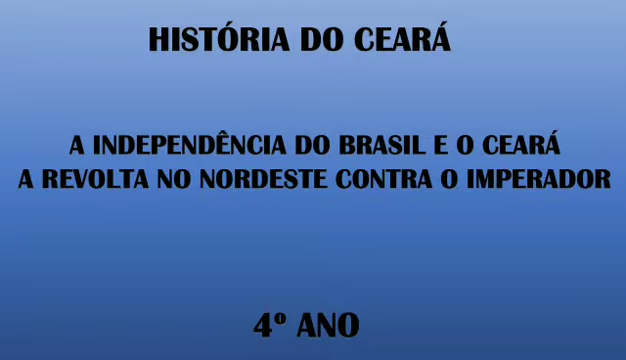 HISTÓRIA DO CEARÁ
A INDEPENDÊNCIA DO BRASIL E O CEARÁ
A REVOLTA NO NORDESTE CONTRA O IMPERADOR
4º ANO